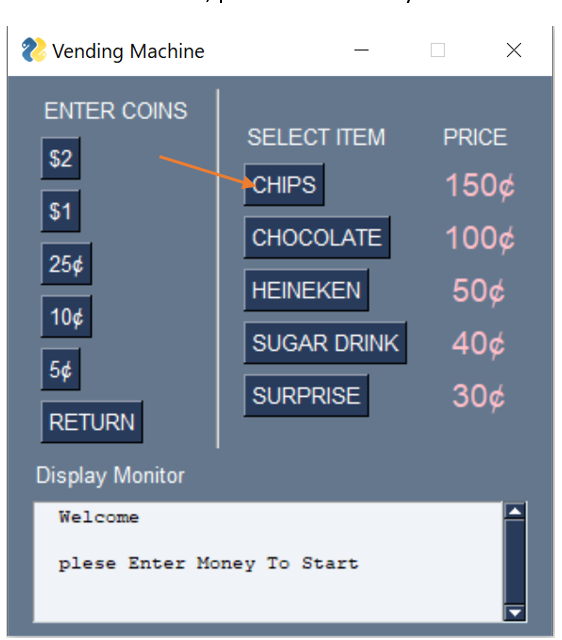 Vending Machine
ENTER COINS
$2
$1
25¢
10¢
5¢
RETURN
SELECT ITEM PRICE
CHIPS 150¢
CHOCOLATE 100¢
HEINEKEN 50¢
SUGAR DRINK 40¢
SURPRISE 30¢
Display Monitor
Welcome
plese Enter Money To Start